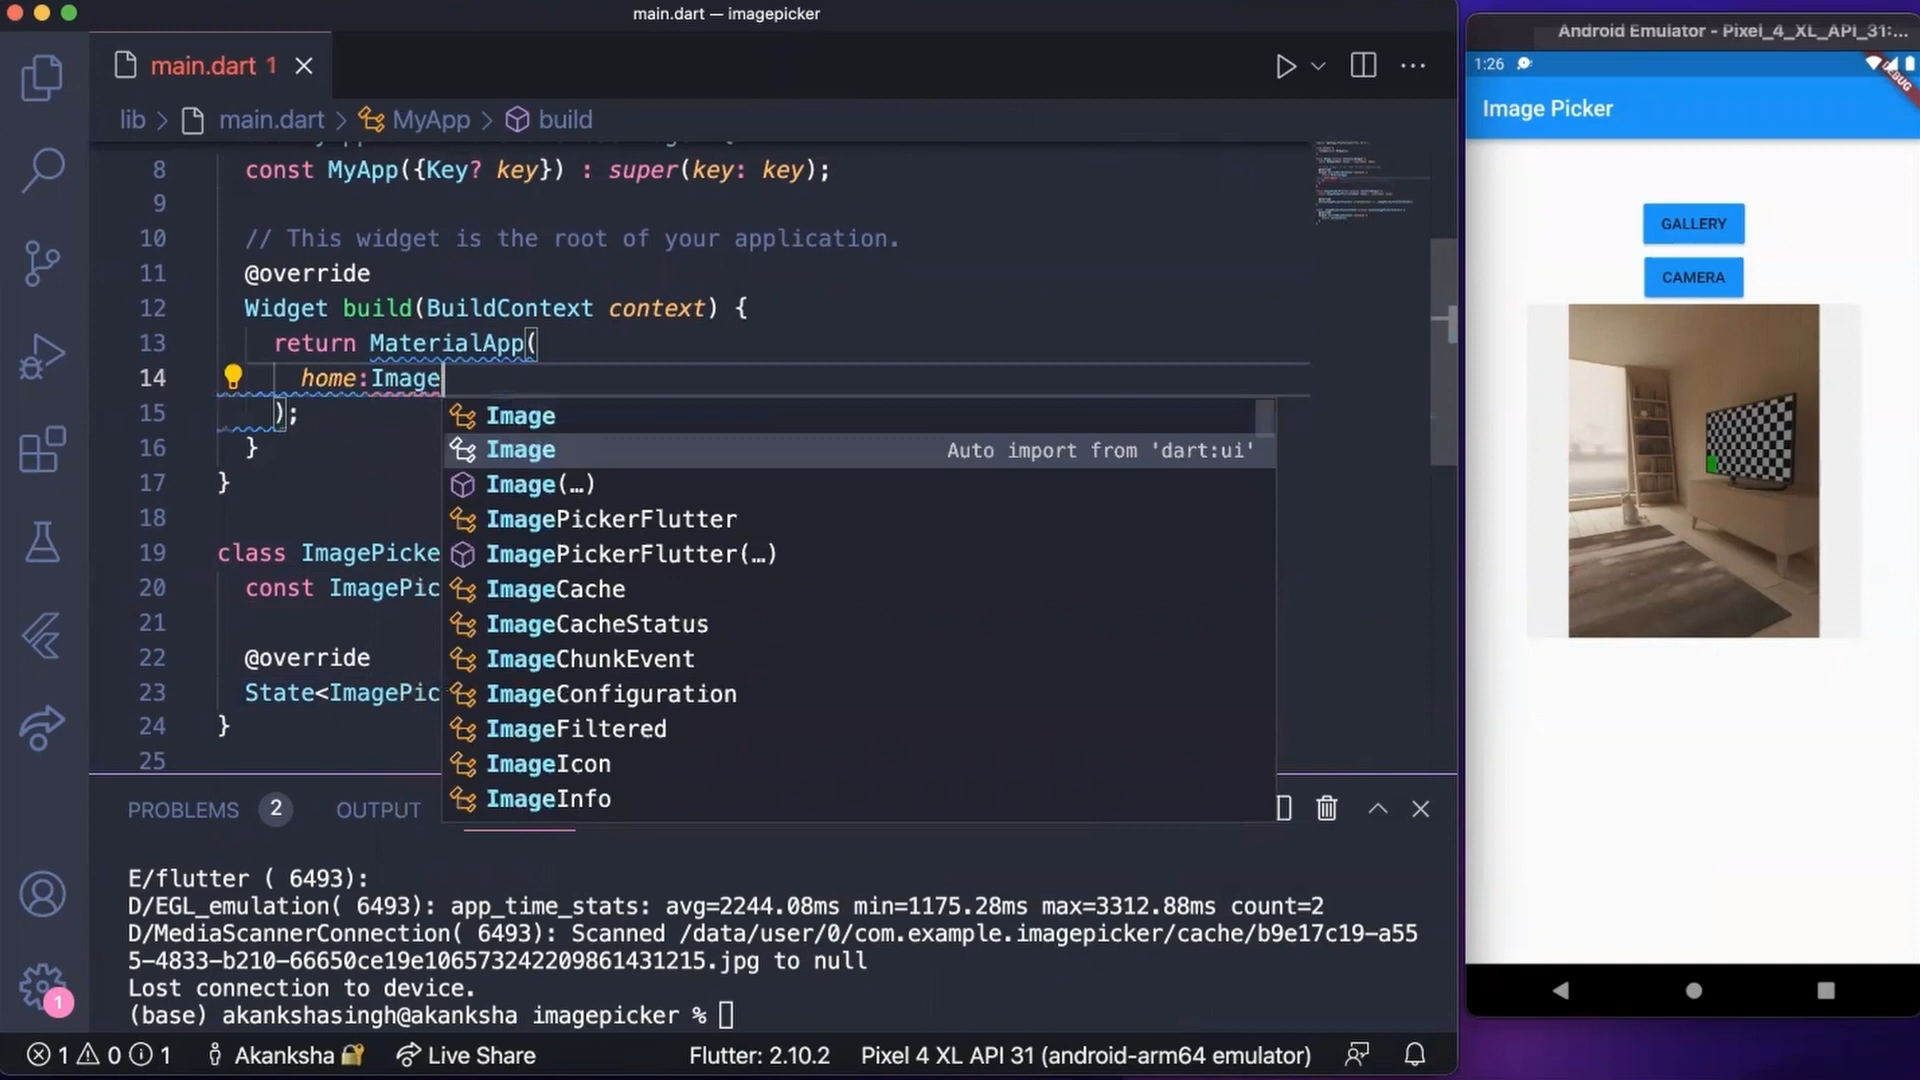 main.dart — imagepicker
main.dart 1
lib > main.dart > MyApp > build
8 const MyApp({Key? key}) : super(key: key);
9
10 // This widget is the root of your application.
11 @override
12 Widget build(BuildContext context) {
13 return MaterialApp(
14 home:Image
15 );
16 }
17 }
18
19 class ImagePicke
20 const ImagePic
21
22 @override
23 State<ImagePic
24 }
25
Image
Image Auto import from 'dart:ui'
Image(…)
ImagePickerFlutter
ImagePickerFlutter(…)
ImageCache
ImageCacheStatus
ImageChunkEvent
ImageConfiguration
ImageFiltered
ImageIcon
ImageInfo
PROBLEMS 2 OUTPUT
E/flutter ( 6493):
D/EGL_emulation( 6493): app_time_stats: avg=2244.08ms min=1175.28ms max=3312.88ms count=2
D/MediaScannerConnection( 6493): Scanned /data/user/0/com.example.imagepicker/cache/b9e17c19-a55
5-4833-b210-66650ce19e106573242209861431215.jpg to null
Lost connection to device.
(base) akankshasingh@akanksha imagepicker %
1
1 0 1 Akanksha Live Share Flutter: 2.10.2 Pixel 4 XL API 31 (android-arm64 emulator)
Android Emulator - Pixel_4_XL_API_31:...
1:26
DEBUG
Image Picker
GALLERY
CAMERA